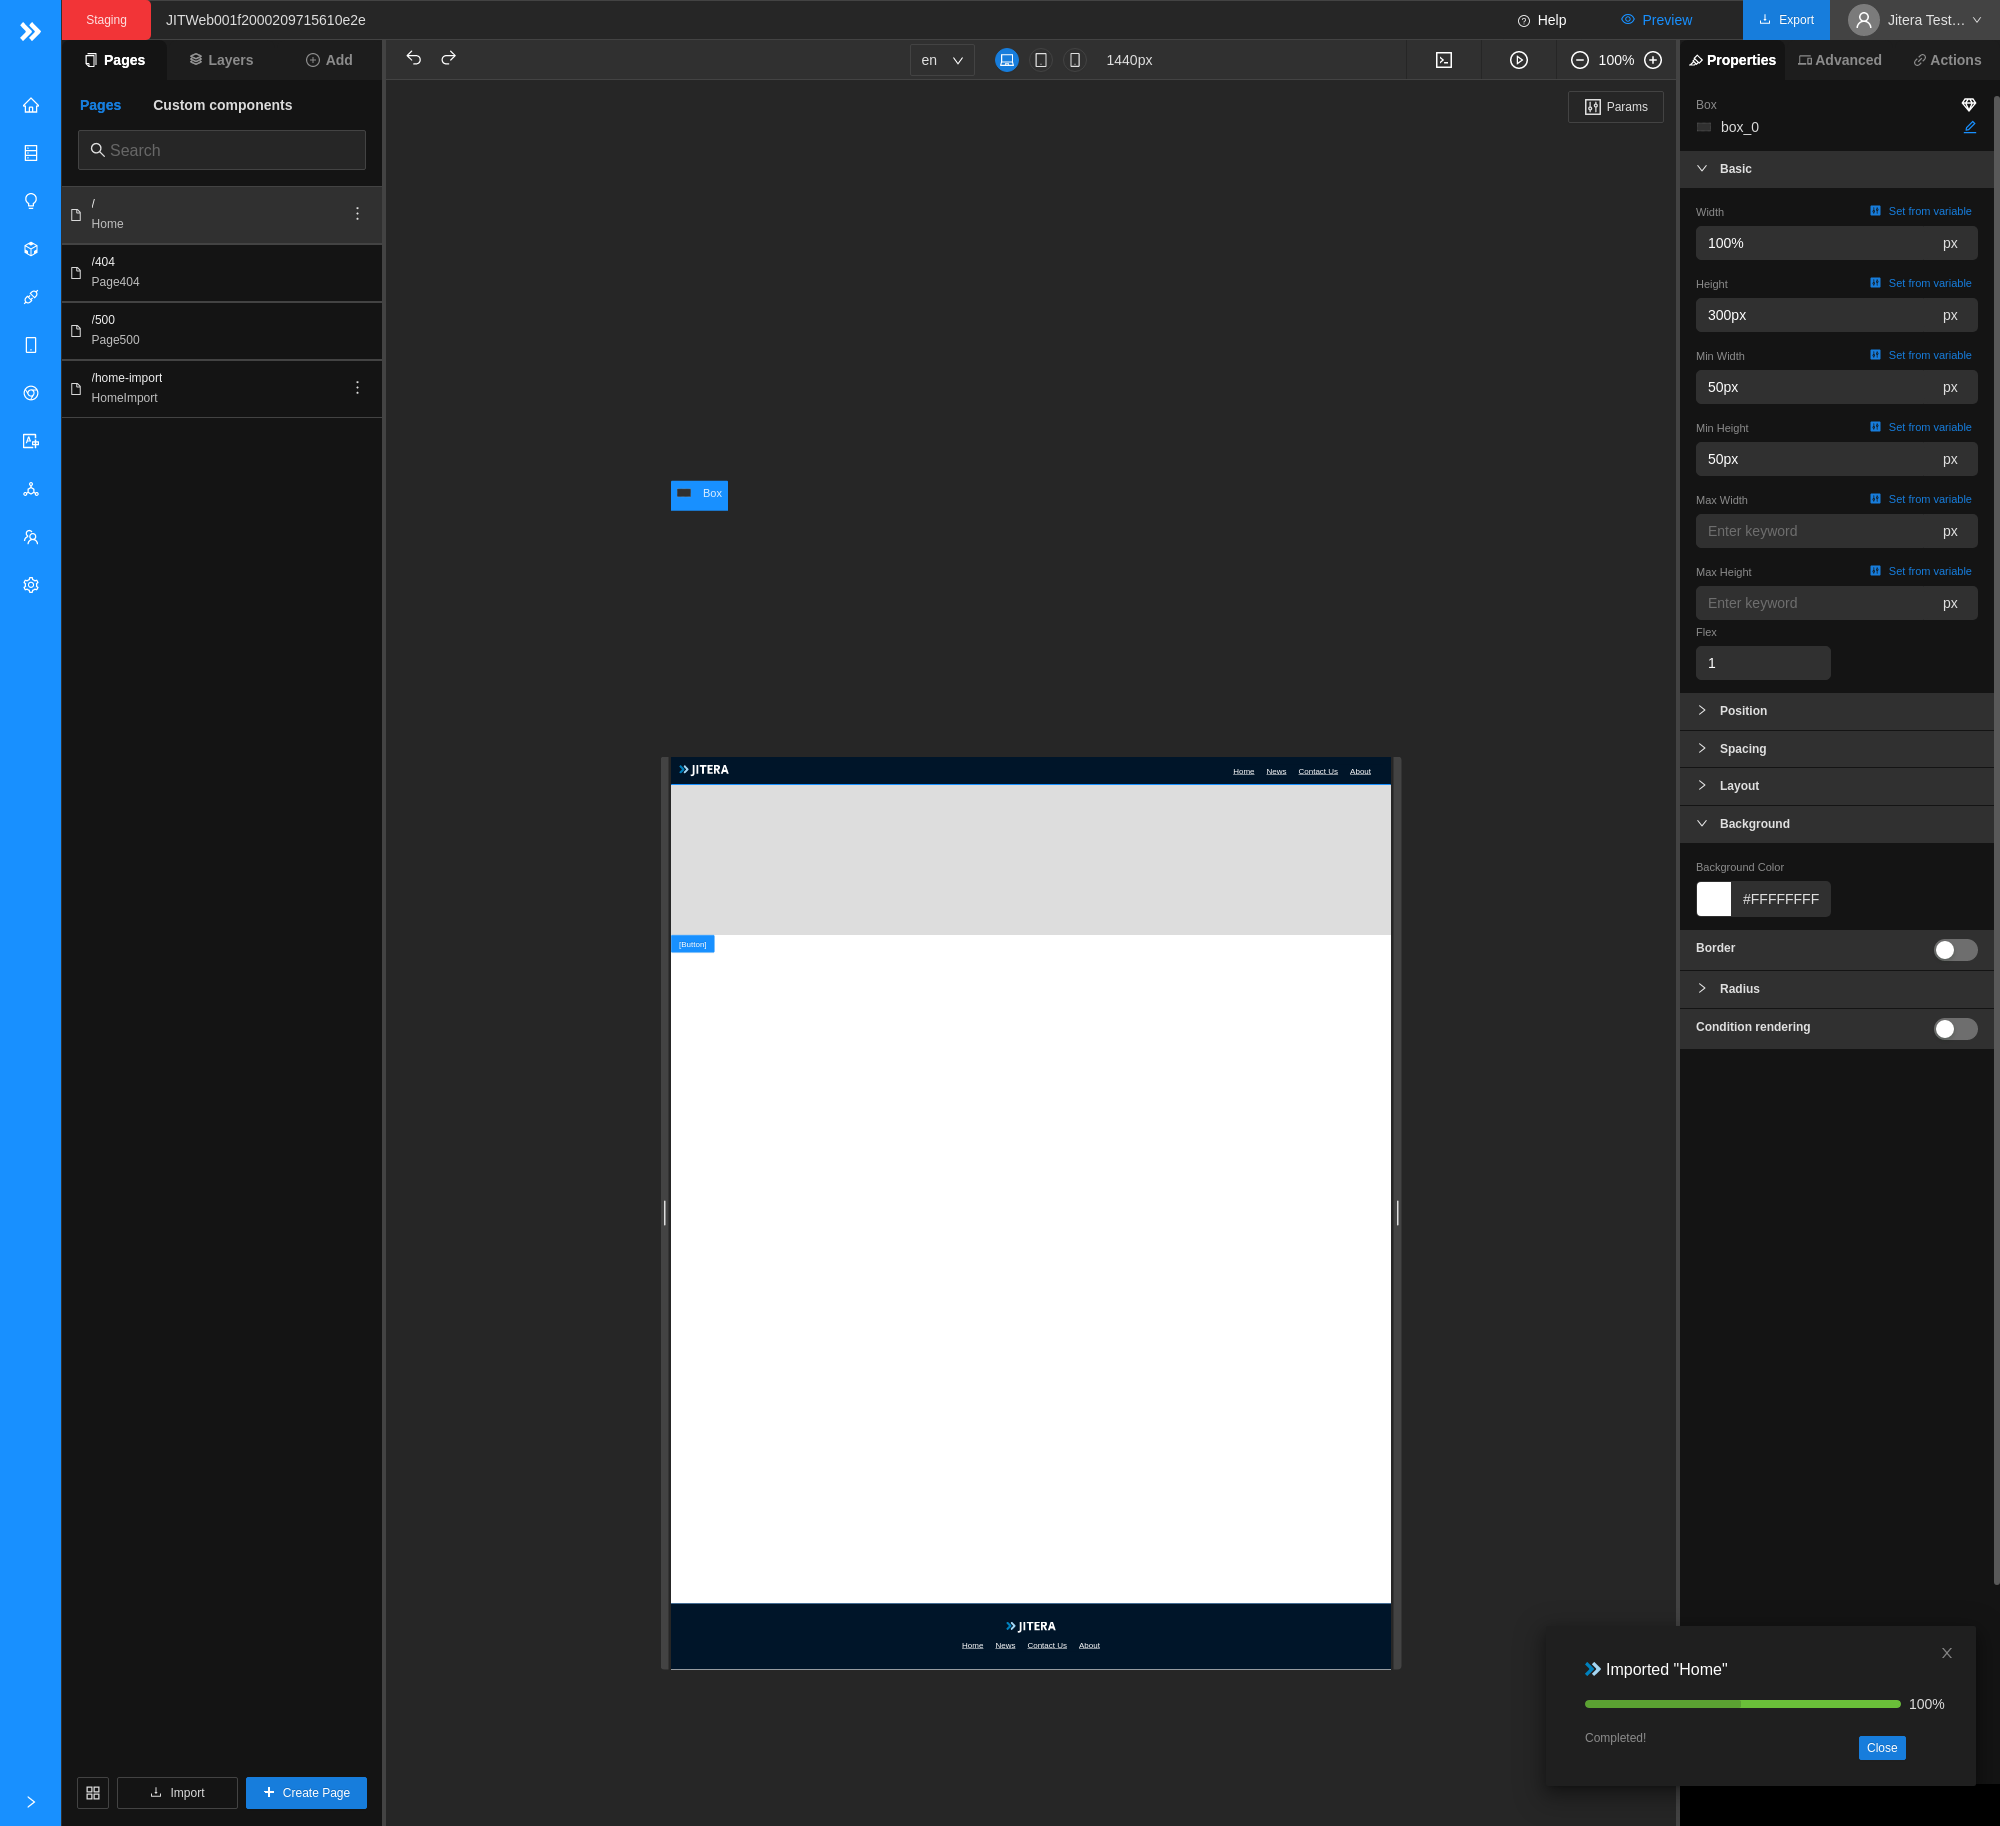 Staging
JITWeb001f2000209715610e2e
Help
Preview
Export
Jitera Test…
Pages
Layers
Add
en
1440px
100%
Properties
Advanced
Actions
Pages
Custom components
Search
/
Home
/404
Page404
/500
Page500
/home-import
HomeImport
Import
Create Page
Params
Box
JITERA
Home
News
Contact Us
About
[Button]
JITERA
Home
News
Contact Us
About
Box
box_0
Basic
Width
Set from variable
100%
px
Height
Set from variable
300px
px
Min Width
Set from variable
50px
px
Min Height
Set from variable
50px
px
Max Width
Set from variable
Enter keyword
px
Max Height
Set from variable
Enter keyword
px
Flex
1
Position
Spacing
Layout
Background
Background Color
#FFFFFFFF
Border
Radius
Condition rendering
Imported "Home"
100%
Completed!
Close